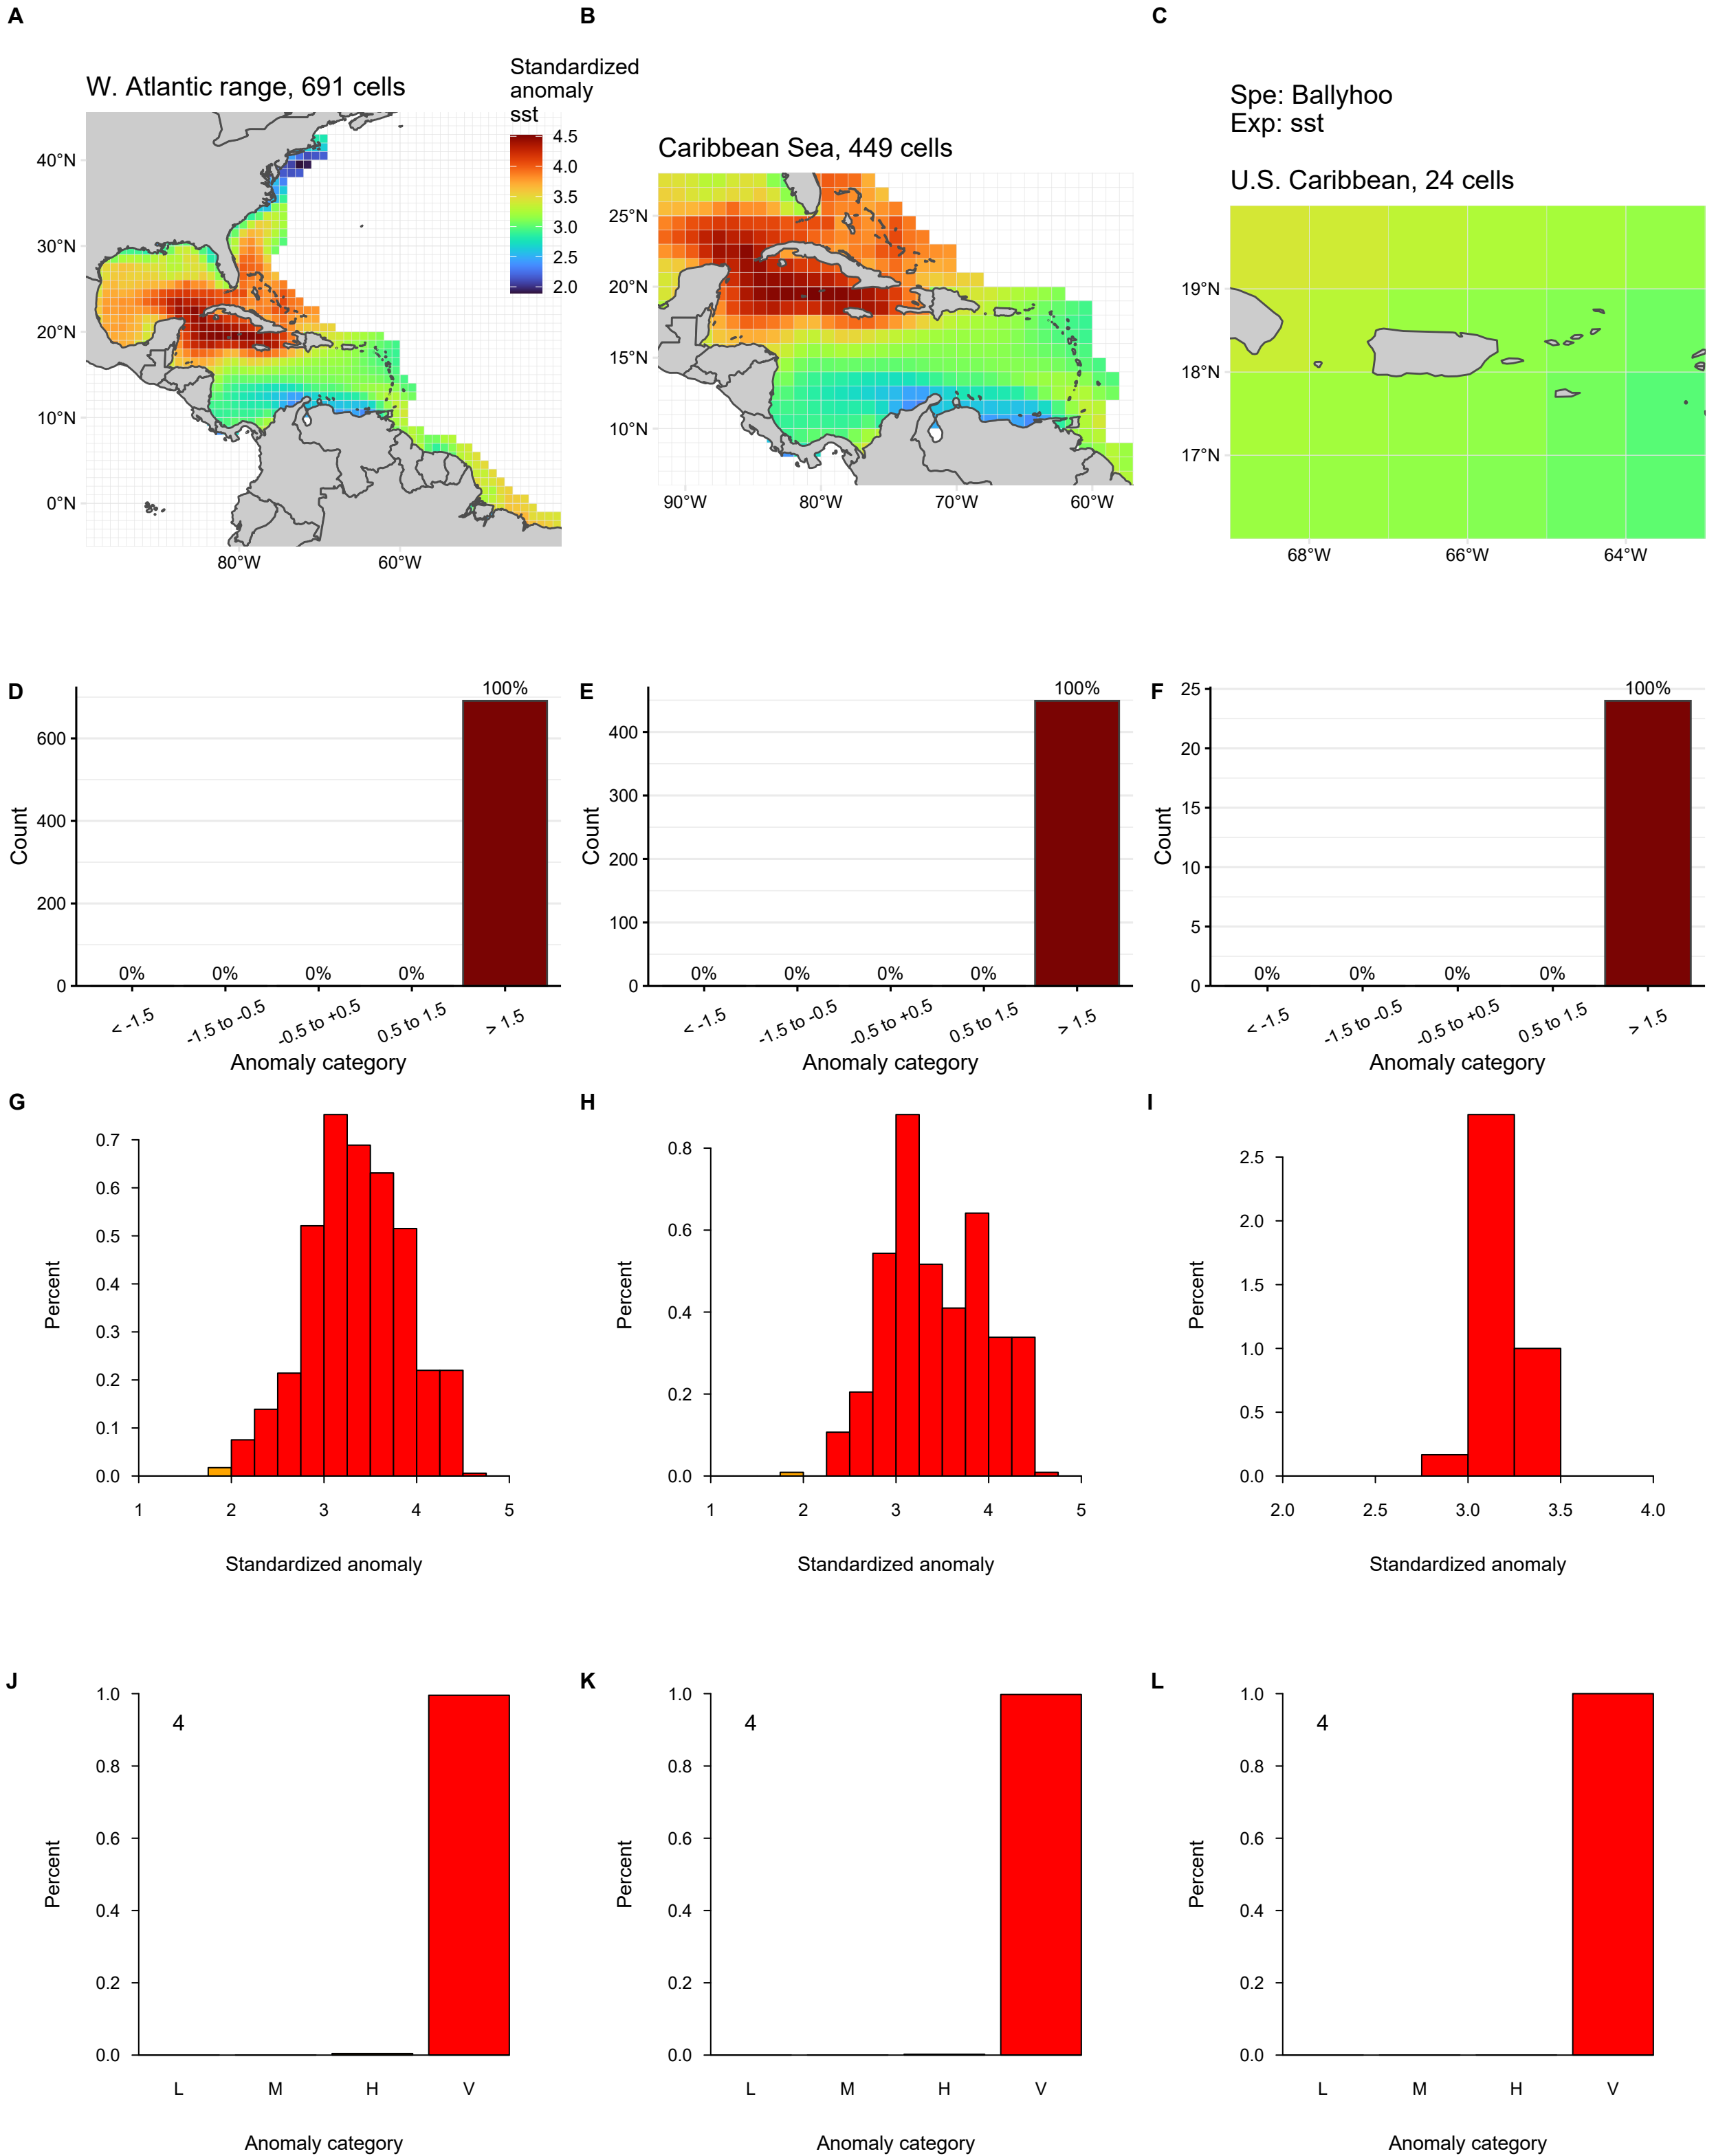 A
B
C
W. Atlantic range, 691 cells
Standardized
anomaly
sst
4.5
4.0
3.5
3.0
2.5
2.0
40°N
30°N
20°N
10°N
0°N
80°W
60°W
Caribbean Sea, 449 cells
25°N
20°N
15°N
10°N
90°W
80°W
70°W
60°W
Spe: Ballyhoo
Exp: sst
U.S. Caribbean, 24 cells
19°N
18°N
17°N
68°W
66°W
64°W
D
Count
600
400
200
0
0%
0%
0%
0%
100%
< -1.5
-1.5 to -0.5
-0.5 to +0.5
0.5 to 1.5
> 1.5
Anomaly category
E
Count
400
300
200
100
0
0%
0%
0%
0%
100%
< -1.5
-1.5 to -0.5
-0.5 to +0.5
0.5 to 1.5
> 1.5
Anomaly category
F
Count
25
20
15
10
5
0
0%
0%
0%
0%
100%
< -1.5
-1.5 to -0.5
-0.5 to +0.5
0.5 to 1.5
> 1.5
Anomaly category
G
Percent
0.7
0.6
0.5
0.4
0.3
0.2
0.1
0.0
1
2
3
4
5
Standardized anomaly
H
Percent
0.8
0.6
0.4
0.2
0.0
1
2
3
4
5
Standardized anomaly
I
Percent
2.5
2.0
1.5
1.0
0.5
0.0
2.0
2.5
3.0
3.5
4.0
Standardized anomaly
J
4
Percent
1.0
0.8
0.6
0.4
0.2
0.0
L
M
H
V
Anomaly category
K
4
Percent
1.0
0.8
0.6
0.4
0.2
0.0
L
M
H
V
Anomaly category
L
4
Percent
1.0
0.8
0.6
0.4
0.2
0.0
L
M
H
V
Anomaly category